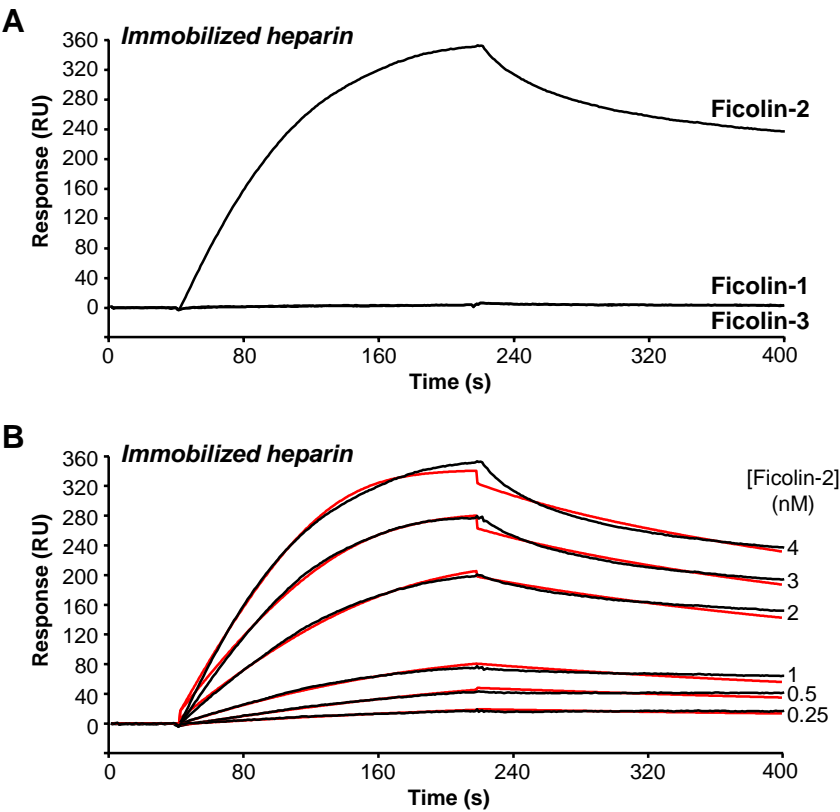 A
Immobilized heparin
360
320
280
240
200
160
120
80
40
0
Response (RU)
Ficolin-2
Ficolin-1
Ficolin-3
0 80 160 240 320 400
Time (s)
B
Immobilized heparin
360
320
280
240
200
160
120
80
40
0
Response (RU)
[Ficolin-2]
(nM)
4
3
2
1
0.5
0.25
0 80 160 240 320 400
Time (s)